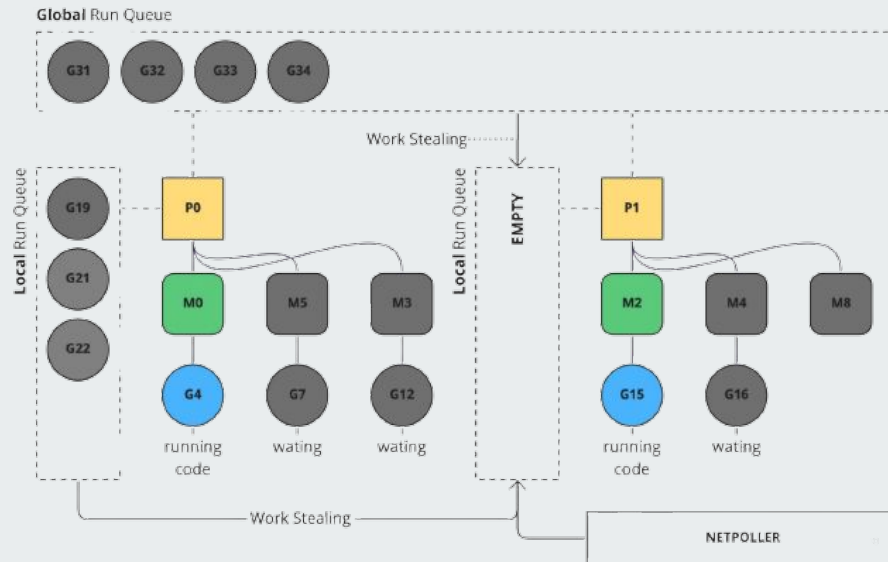 Global Run Queue
G31 G32 G33 G34
Work Stealing
Local Run Queue
G19
G21
G22
P0
M0 M5 M3
G4 G7 G12
running code
wating
wating
Local Run Queue
EMPTY
P1
M2 M4 M8
G15 G16
running code
wating
Work Stealing
NETPOLLER